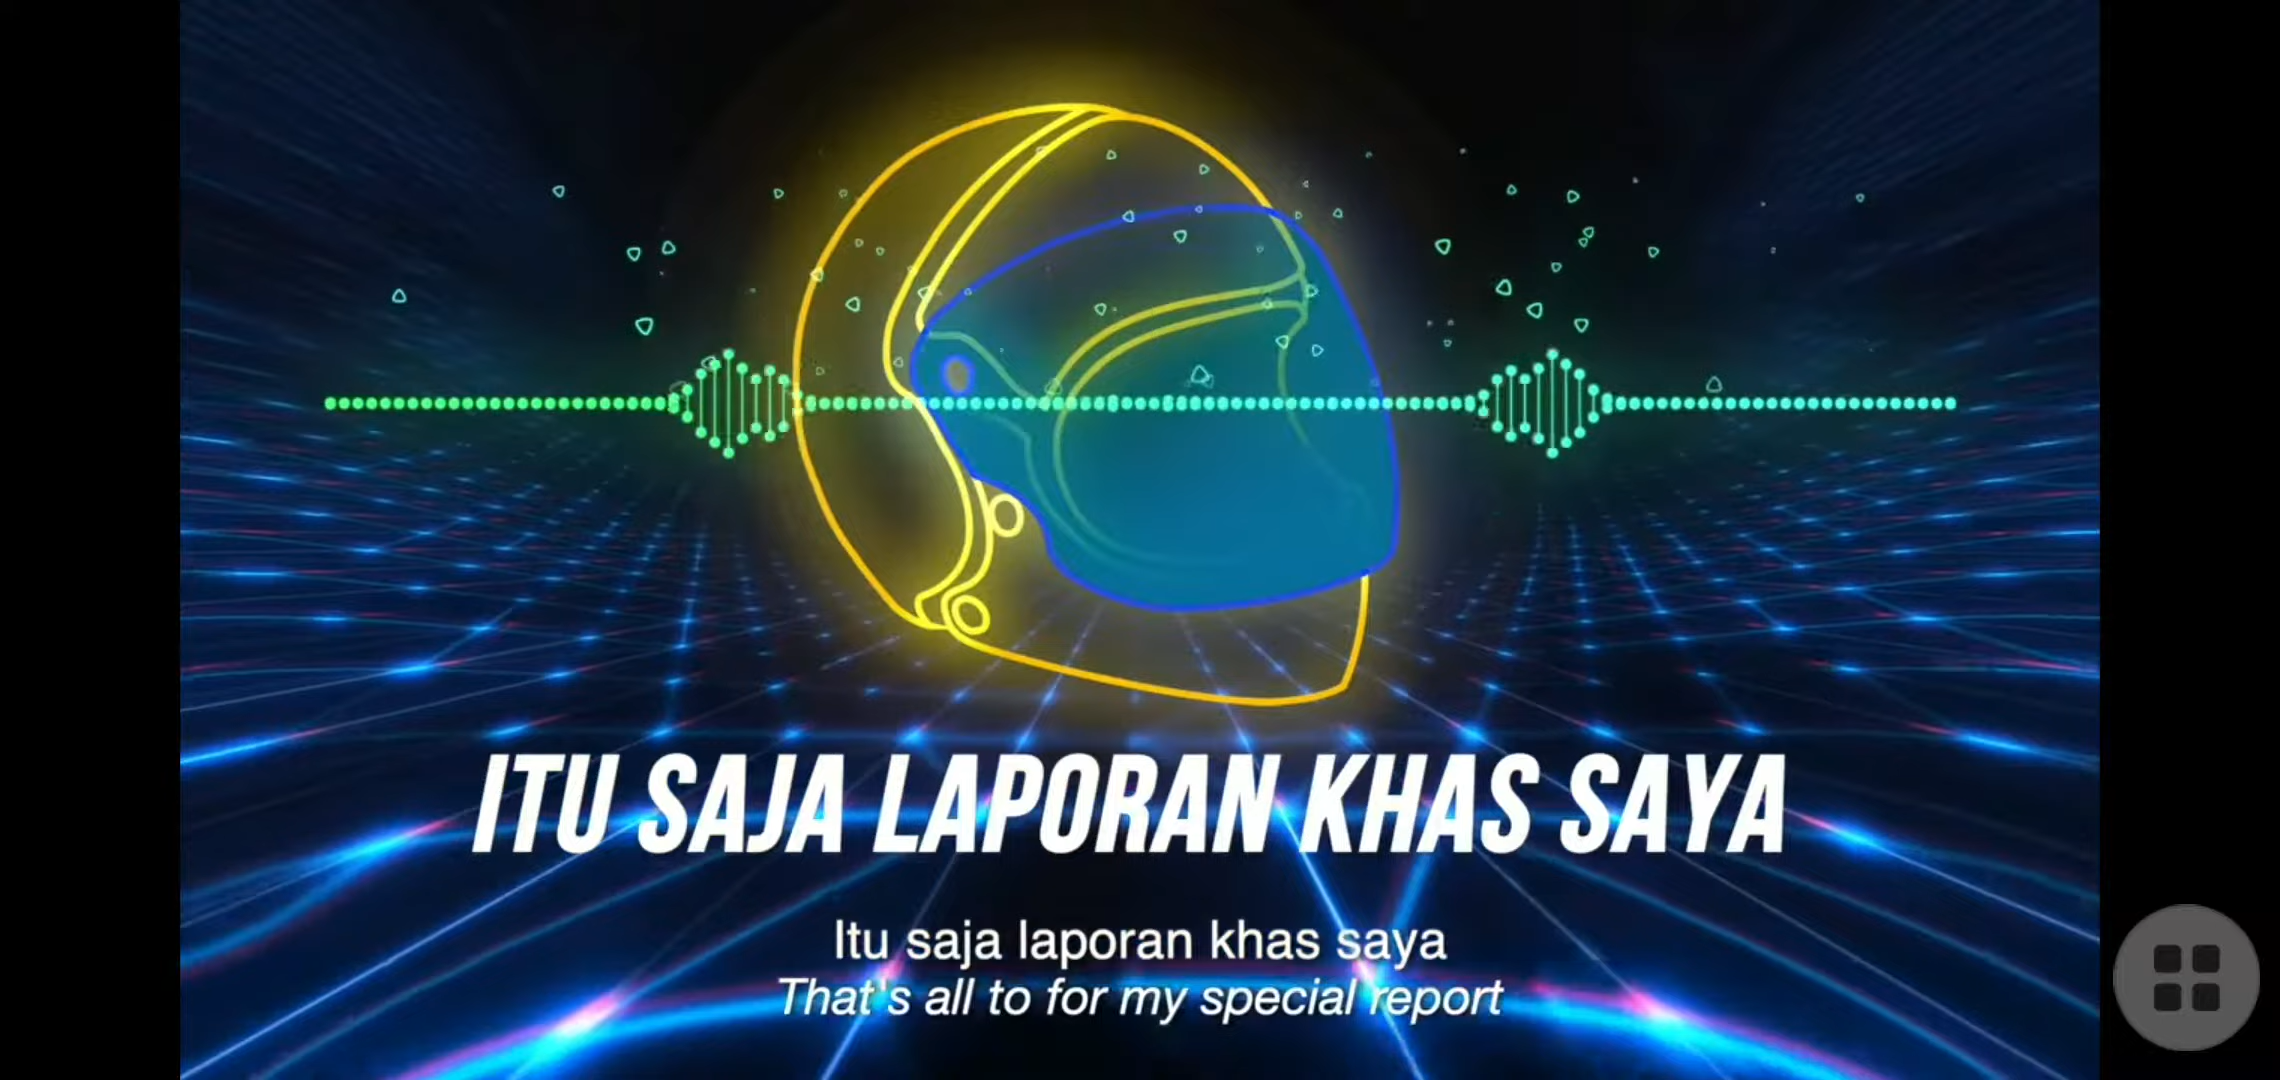 ITU SAJA LAPORAN KHAS SAYA
Itu saja laporan khas saya
That's all to for my special report